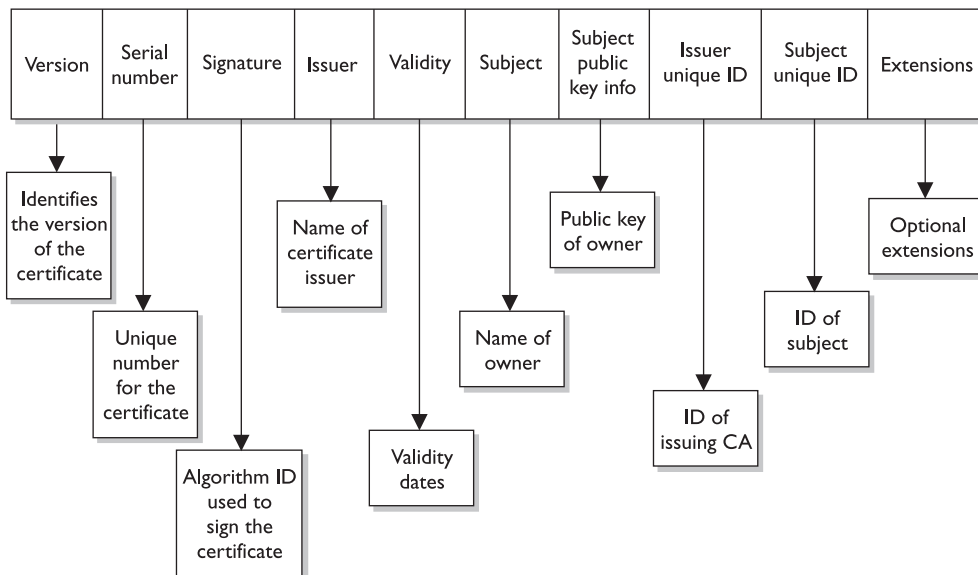 Version
Serial
number
Signature
Issuer
Validity
Subject
Subject
public
key info
Issuer
unique ID
Subject
unique ID
Extensions
Identifies
the version
of the
certificate
Unique
number
for the
certificate
Algorithm ID
used to
sign the
certificate
Name of
certificate
issuer
Validity
dates
Name of
owner
Public key
of owner
ID of
issuing CA
ID of
subject
Optional
extensions